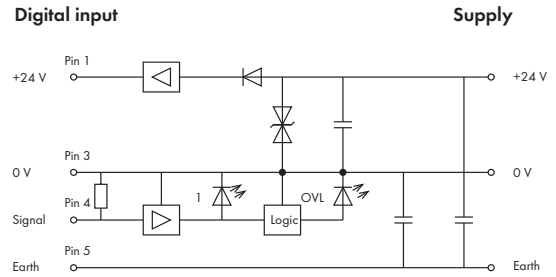 Digital input
Supply
Pin 1
+24 V
+24 V
Pin 3
0 V
0 V
Pin 4
1
OVL
Signal
Logic
Pin 5
Earth
Earth